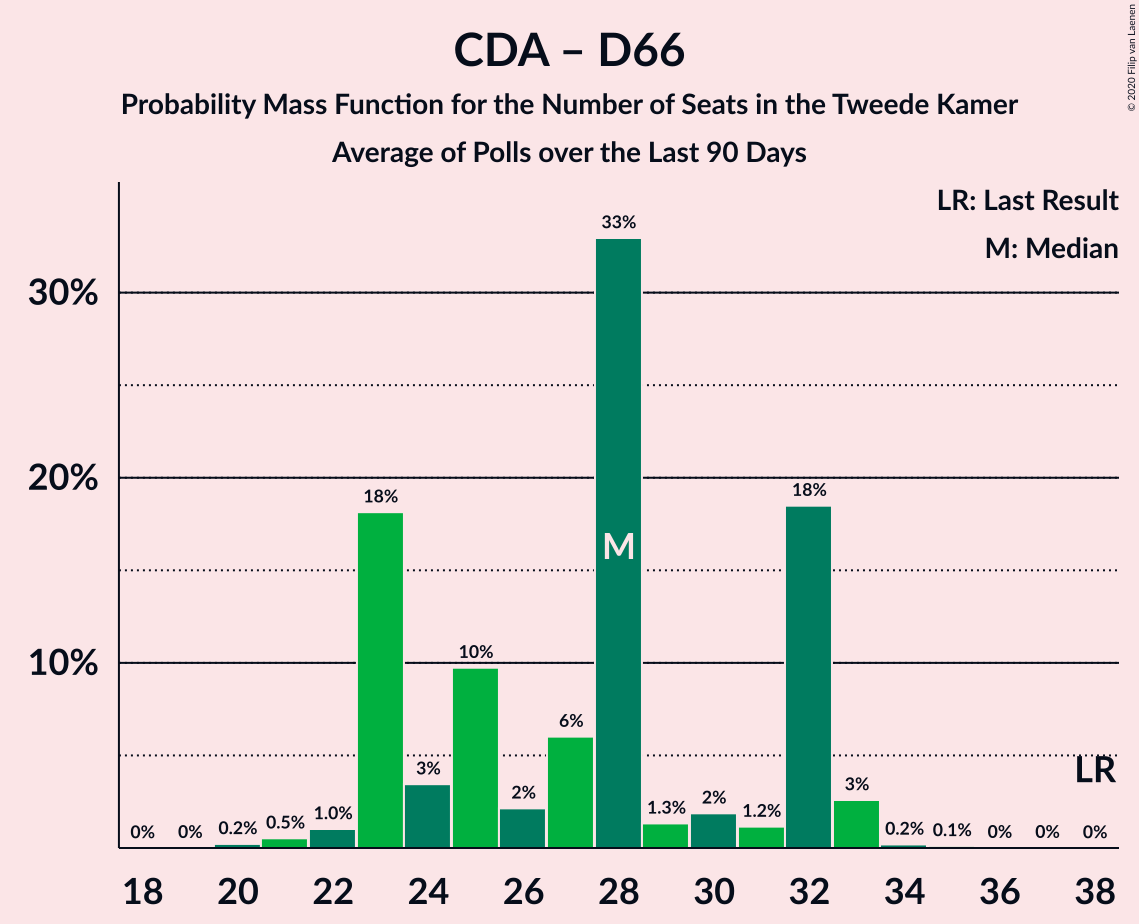 CDA – D66
Probability Mass Function for the Number of Seats in the Tweede Kamer
Average of Polls over the Last 90 Days
© 2020 Filip van Laenen
LR: Last Result
M: Median
30%
20%
10%
0% 0% 0.2% 0.5% 1.0% 18% 3% 10% 2% 6% 33% 1.3% 2% 1.2% 18% 3% 0.2% 0.1% 0% 0% 0%
M
LR
18 20 22 24 26 28 30 32 34 36 38